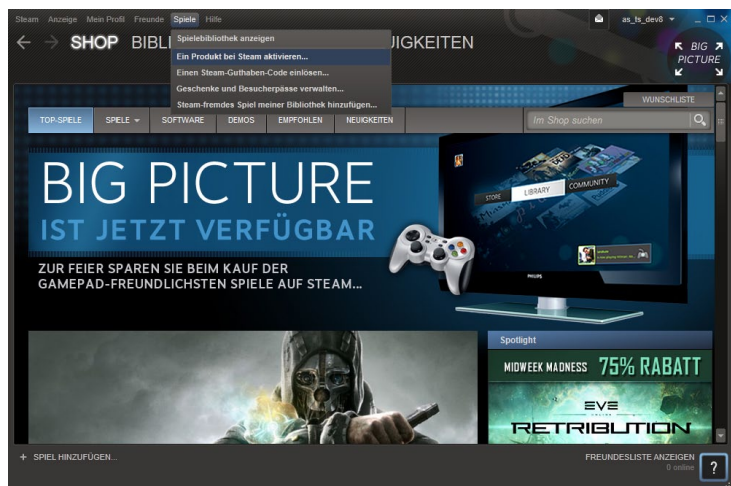 Steam Anzeige Mein Profil Freunde Spiele Hilfe
as_ts_dev8
SHOP BIBL
UIGKEITEN
BIG
PICTURE
Spielebibliothek anzeigen
Ein Produkt bei Steam aktivieren...
Einen Steam-Guthaben-Code einlösen...
Geschenke und Besucherpässe verwalten...
Steam-fremdes Spiel meiner Bibliothek hinzufügen...
WUNSCHLISTE
TOP-SPIELE SPIELE SOFTWARE DEMOS EMPFOHLEN NEUIGKEITEN
Im Shop suchen
BIG PICTURE
IST JETZT VERFÜGBAR
ZUR FEIER SPAREN SIE BEIM KAUF DER
GAMEPAD-FREUNDLICHSTEN SPIELE AUF STEAM...
STORE LIBRARY COMMUNITY
PHILIPS
Spotlight
MIDWEEK MADNESS 75% RABATT
EVE
ONLINE
RETRIBUTION
+ SPIEL HINZUFÜGEN...
FREUNDESLISTE ANZEIGEN
0 online
?